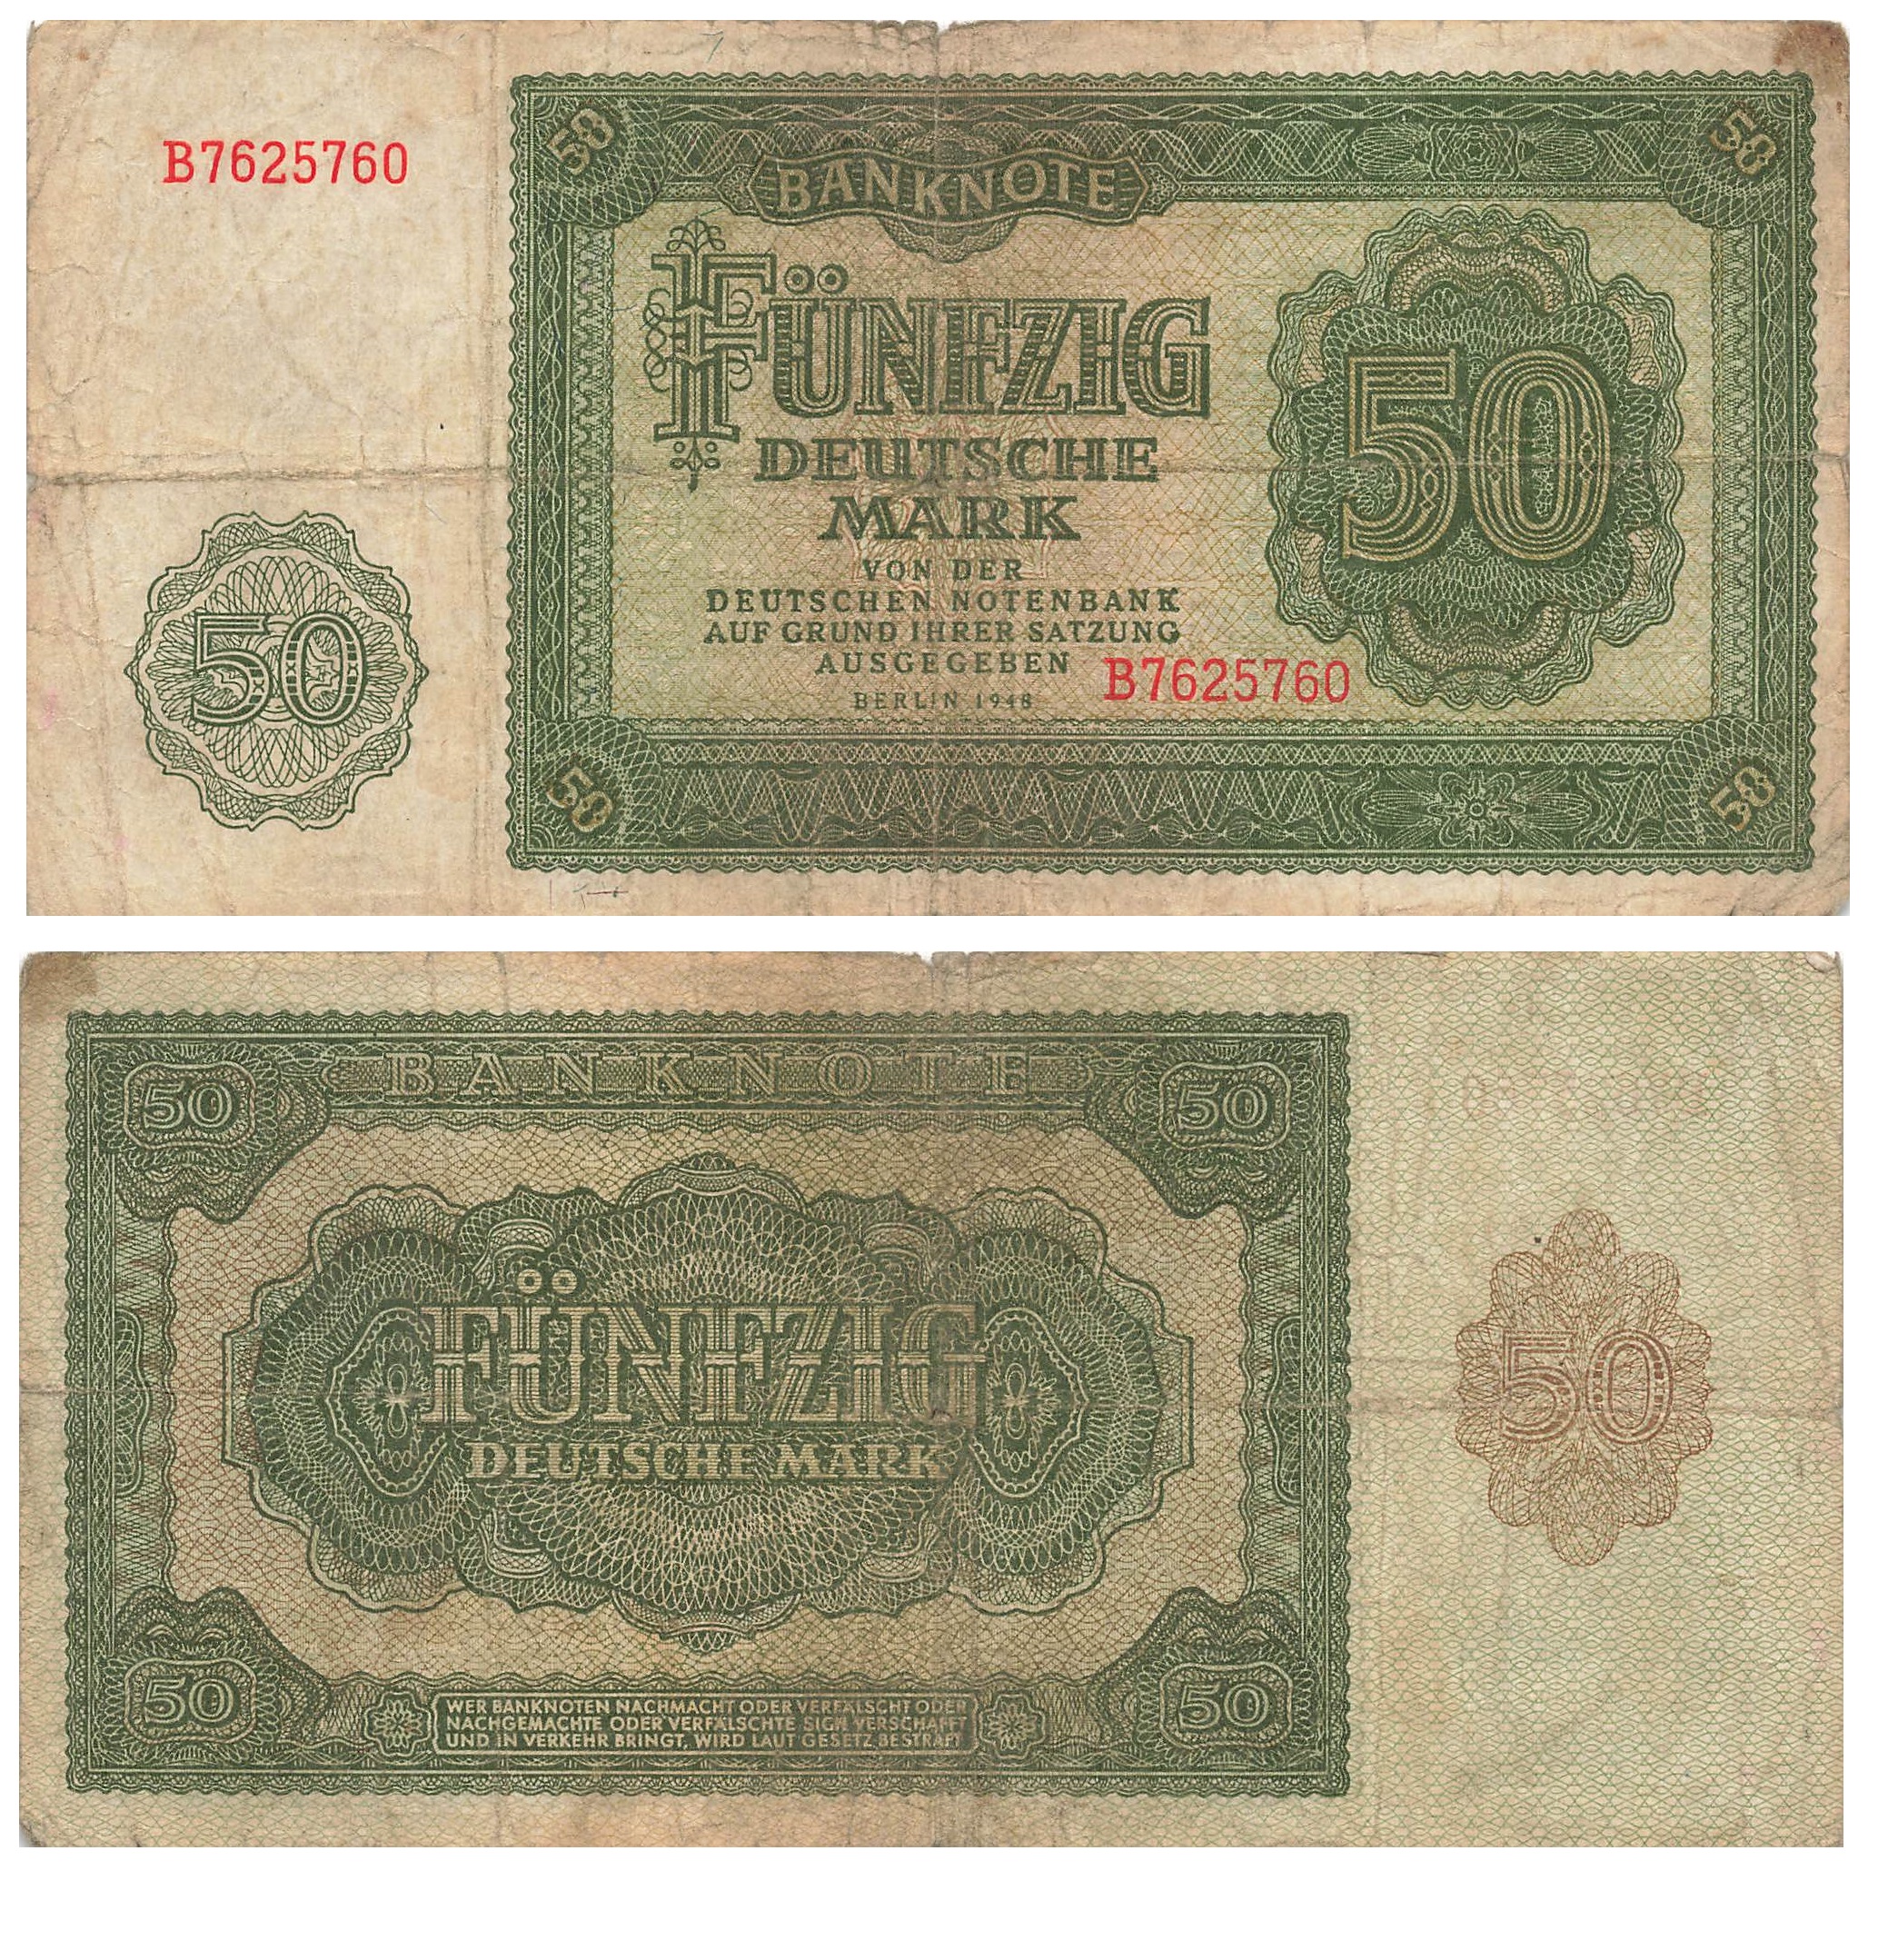 B7625760
50
50
BANKNOTE
FÜNFZIG
50
DEUTSCHE
MARK
VON DER
DEUTSCHEN NOTENBANK
AUF GRUND IHRER SATZUNG
AUSGEGEBEN
B7625760
BERLIN 1948
50
50
50
BANKNOTE
50
50
FÜNFZIG
50
DEUTSCHE MARK
50
WER BANKNOTEN NACHMACHT ODER VERFÄLSCHT ODER
NACHGEMACHTE ODER VERFÄLSCHTE SICH VERSCHAFFT
UND IN VERKEHR BRINGT, WIRD LAUT GESETZ BESTRAFT
50